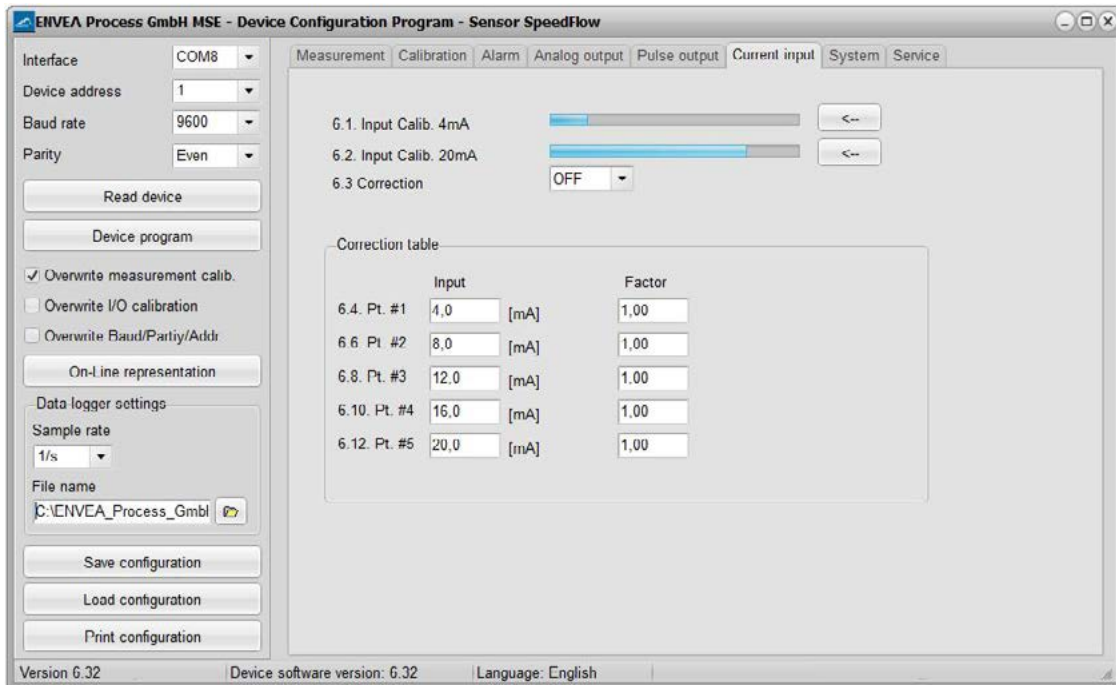 ENVEA Process GmbH MSE - Device Configuration Program - Sensor SpeedFlow
Interface COM8
Device address 1
Baud rate 9600
Parity Even
Read device
Device program
Overwrite measurement calib.
Overwrite I/O calibration
Overwrite Baud/Partiy/Addr
On-Line representation
Data logger settings
Sample rate
1/s
File name
C:\ENVEA_Process_Gmbl
Save configuration
Load configuration
Print configuration
Measurement Calibration Alarm Analog output Pulse output Current input System Service
6.1. Input Calib. 4mA <--
6.2. Input Calib. 20mA <--
6.3 Correction OFF
Correction table
Input Factor
6.4. Pt. #1 4,0 [mA] 1,00
6.6. Pt. #2 8,0 [mA] 1,00
6.8. Pt. #3 12,0 [mA] 1,00
6.10. Pt. #4 16,0 [mA] 1,00
6.12. Pt. #5 20,0 [mA] 1,00
Version 6.32 Device software version: 6.32 Language: English